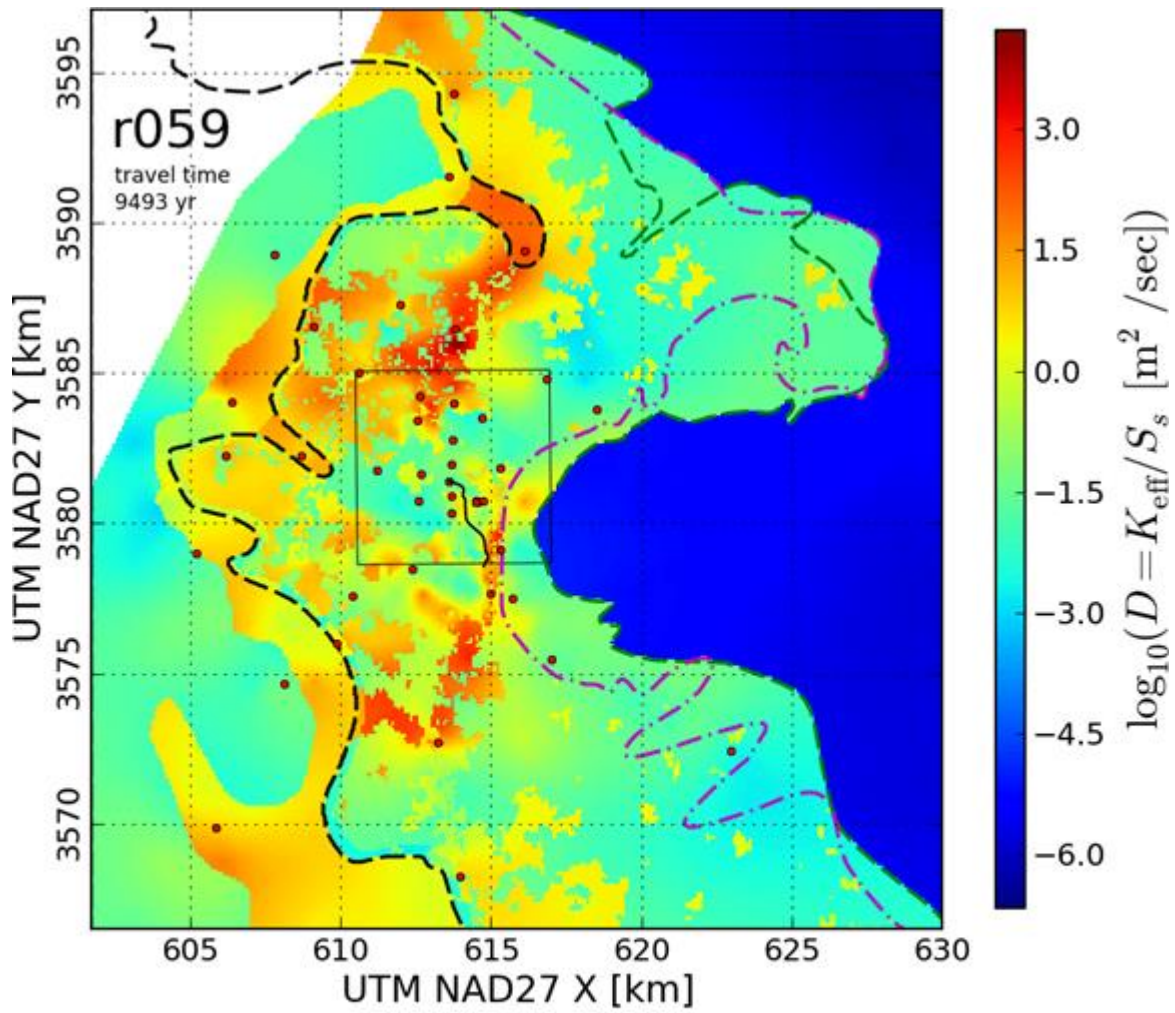 r059
travel time
9493 yr
3595
3590
3585
3580
3575
3570
UTM NAD27 Y [km]
605 610 615 620 625 630
UTM NAD27 X [km]
3.0
1.5
0.0
−1.5
−3.0
−4.5
−6.0
log₁₀(D = K_eff/S_s [m² /sec])